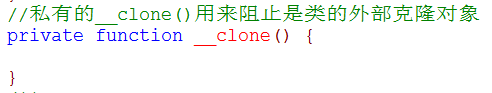 //私有的__clone()用来阻止是类的外部克隆对象
private function __clone() {
}